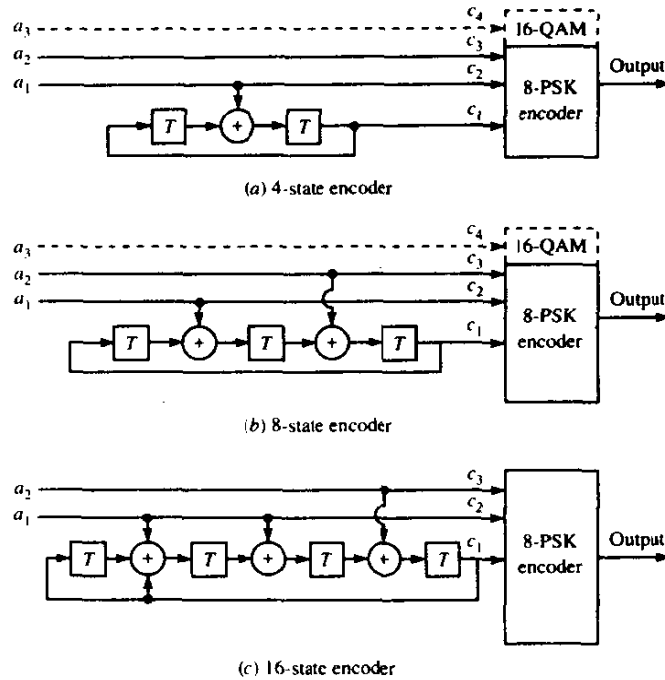 a₃ c₄ 16-QAM
a₂ c₃
a₁ c₂ 8-PSK encoder Output
T + T c₁
(a) 4-state encoder
a₃ c₄ 16-QAM
a₂ c₃
a₁ c₂ 8-PSK encoder Output
T + T + T c₁
(b) 8-state encoder
a₂ c₃
a₁ c₂ 8-PSK encoder Output
T + T + T + T c₁
(c) 16-state encoder